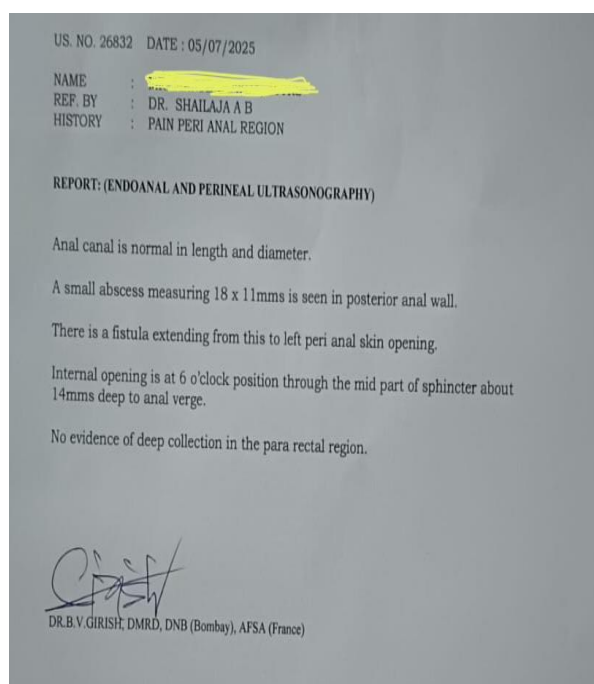 US. NO. 26832 DATE : 05/07/2025
NAME :
REF. BY : DR. SHAILAJA A B
HISTORY : PAIN PERI ANAL REGION
REPORT: (ENDOANAL AND PERINEAL ULTRASONOGRAPHY)
Anal canal is normal in length and diameter.
A small abscess measuring 18 x 11mms is seen in posterior anal wall.
There is a fistula extending from this to left peri anal skin opening.
Internal opening is at 6 o'clock position through the mid part of sphincter about
14mms deep to anal verge.
No evidence of deep collection in the para rectal region.
DR.B.V.GIRISH, DMRD, DNB (Bombay), AFSA (France)